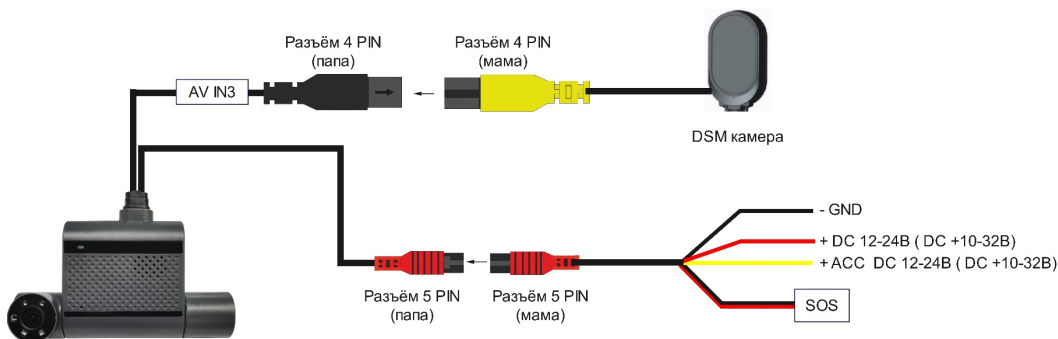 Разъём 4 PIN
(папа)
Разъём 4 PIN
(мама)
AV IN3
DSM камера
- GND
+ DC 12-24В ( DC +10-32В)
+ ACC DC 12-24В ( DC +10-32В)
SOS
Разъём 5 PIN
(папа)
Разъём 5 PIN
(мама)